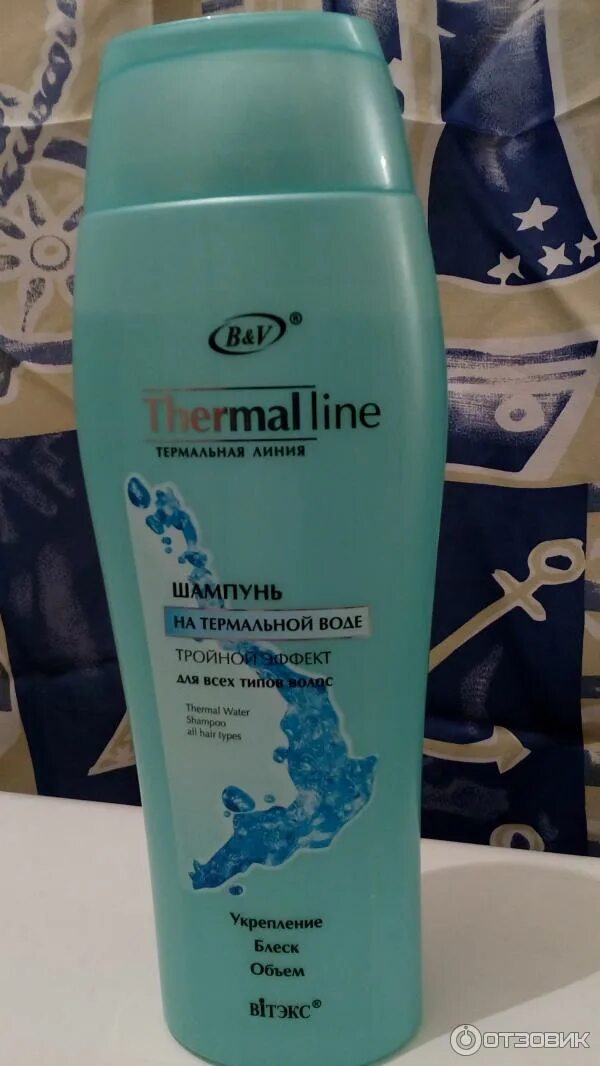 B&V®
Thermal line
ТЕРМАЛЬНАЯ ЛИНИЯ
ШАМПУНЬ
НА ТЕРМАЛЬНОЙ ВОДЕ
ТРОЙНОЙ ЭФФЕКТ
ДЛЯ ВСЕХ ТИПОВ ВОЛОС
Thermal Water
Shampoo
all hair types
Укрепление
Блеск
Объем
ВIТЭКС®
ОТЗОВИК